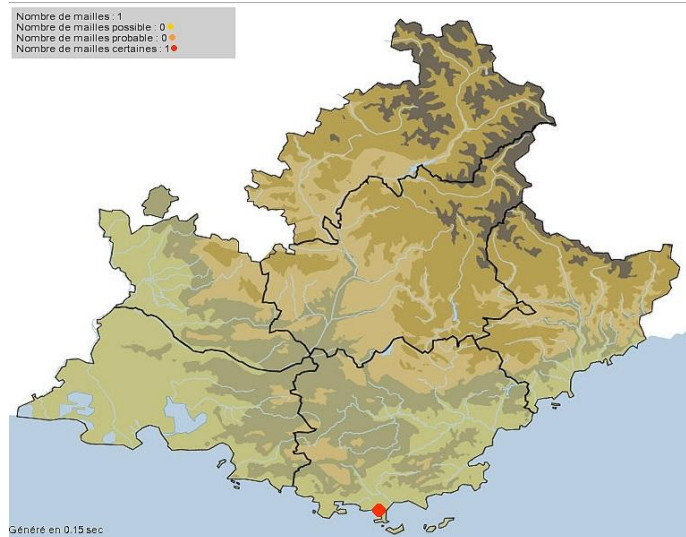 Nombre de mailles : 1
Nombre de mailles possible : 0
Nombre de mailles probable : 0
Nombre de mailles certaines : 1
Généré en 0.15 sec